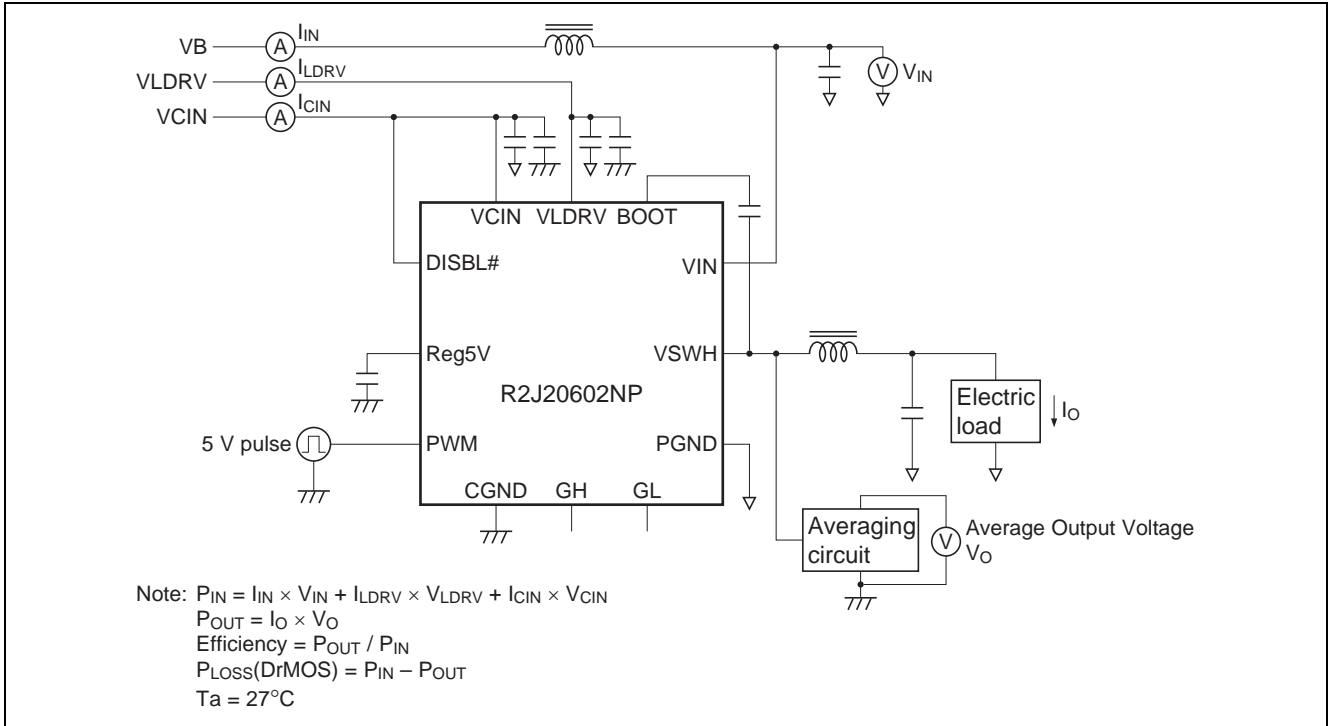 VB A I_IN
VLDRV A I_LDRV
VCIN A I_CIN
V V_IN
VCIN VLDRV BOOT
DISBL# VIN
Reg5V VSWH
R2J20602NP
Electric
load
I_O
5 V pulse PWM PGND
CGND GH GL
Averaging
circuit
V Average Output Voltage
V_O
Note: P_IN = I_IN × V_IN + I_LDRV × V_LDRV + I_CIN × V_CIN
P_OUT = I_O × V_O
Efficiency = P_OUT / P_IN
P_LOSS(DrMOS) = P_IN – P_OUT
Ta = 27°C